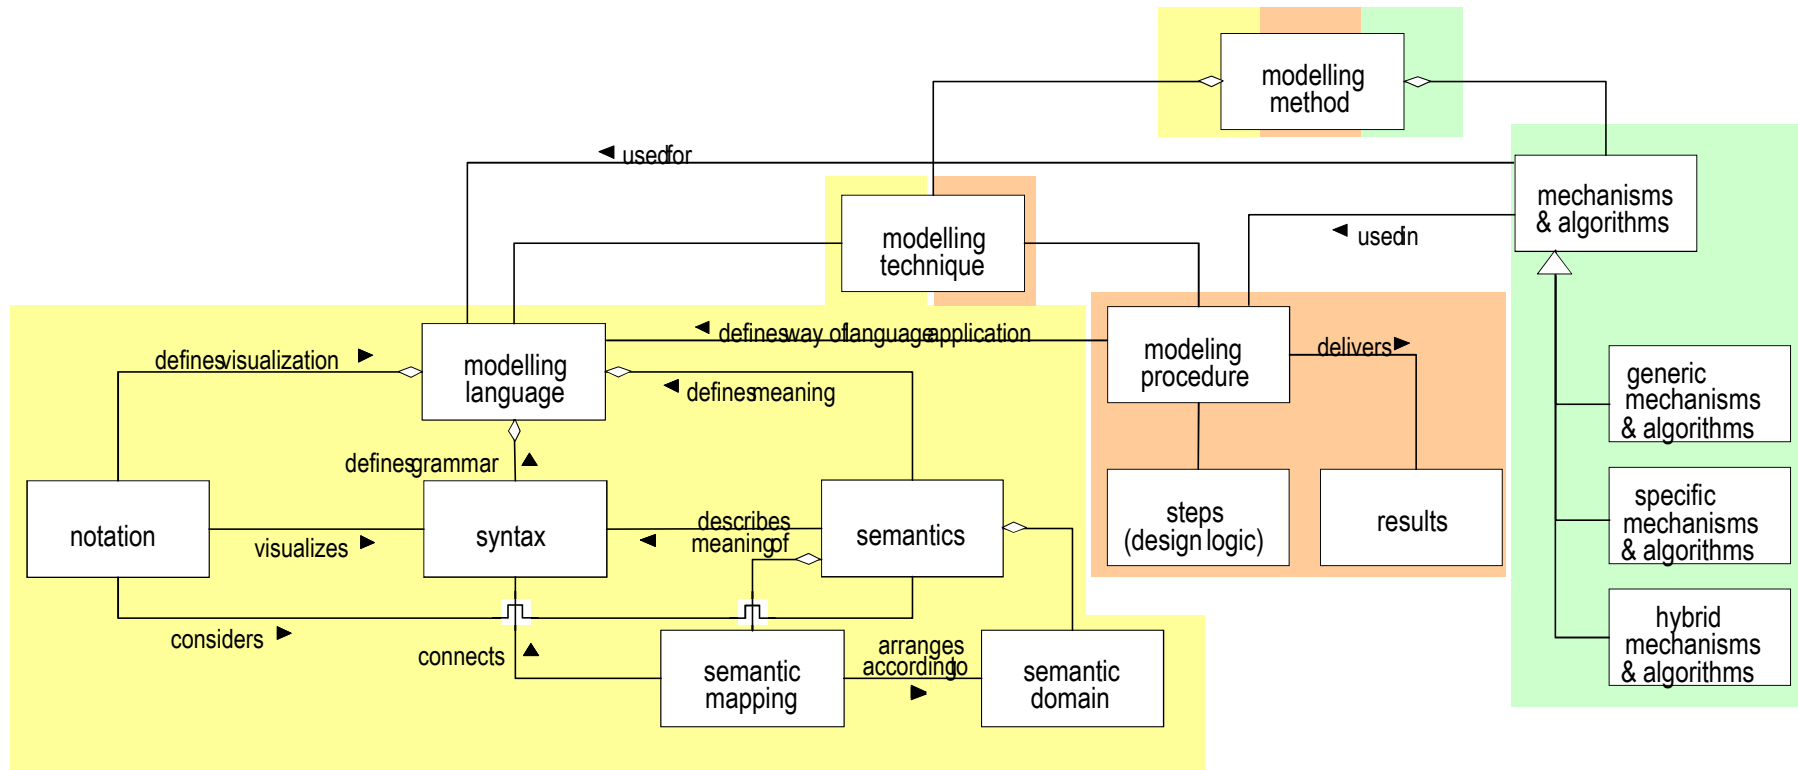 modelling
method
used for
mechanisms
& algorithms
modelling
technique
used in
defines way of language application
defines visualization
modelling
language
modeling
procedure
delivers
defines meaning
generic
mechanisms
& algorithms
defines grammar
notation
visualizes
syntax
describes
meaning of
semantics
steps
(design logic)
results
specific
mechanisms
& algorithms
considers
connects
semantic
mapping
arranges
according to
semantic
domain
hybrid
mechanisms
& algorithms